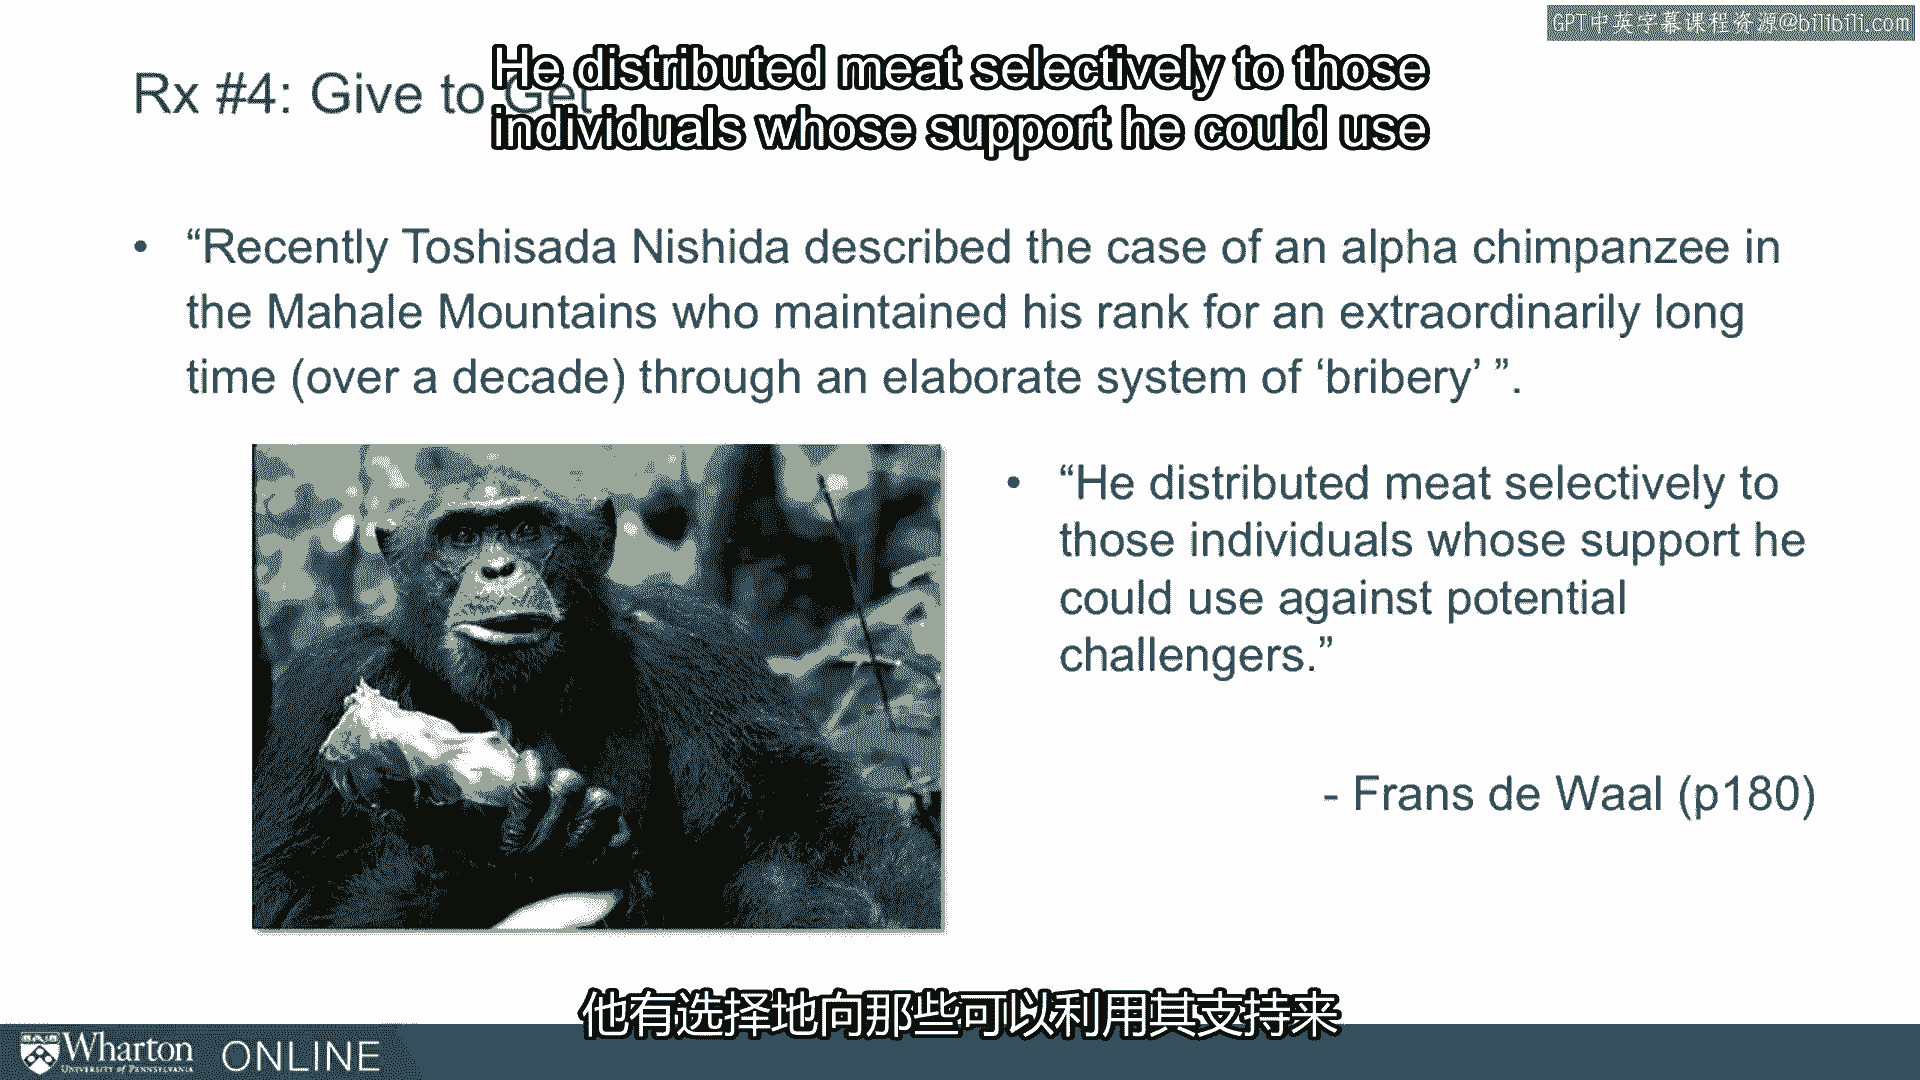 GPT中英字幕课程资源@bilibili.com
He distributed meat selectively to those
individuals whose support he could use
Rx #4: Give to Get
• “Recently Toshisada Nishida described the case of an alpha chimpanzee in
the Mahale Mountains who maintained his rank for an extraordinarily long
time (over a decade) through an elaborate system of ‘bribery’ ”.
• “He distributed meat selectively to
those individuals whose support he
could use against potential
challengers.”
- Frans de Waal (p180)
他有选择地向那些可以利用其支持来
Wharton ONLINE
UNIVERSITY of PENNSYLVANIA